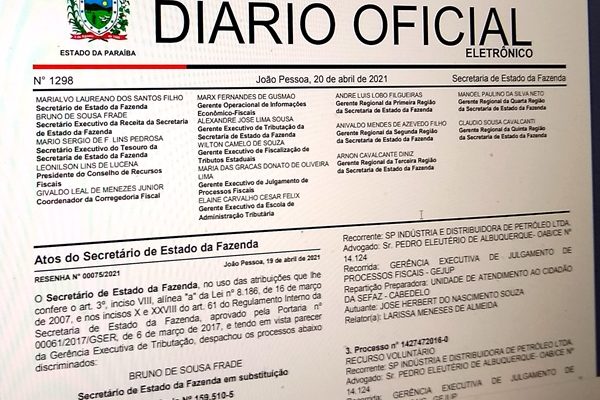 DIÁRIO OFICIAL
ELETRÔNICO
ESTADO DA PARAÍBA
N° 1298
João Pessoa, 20 de abril de 2021
Secretaria de Estado da Fazenda
MARIALVO LAUREANO DOS SANTOS FILHO
Secretário de Estado da Fazenda
BRUNO DE SOUSA FRADE
Secretário Executivo da Receita da Secretaria
de Estado da Fazenda
MARIO SERGIO DE F. LINS PEDROSA
Secretário Executivo do Tesouro da
Secretaria de Estado da Fazenda
LEONILSON LINS DE LUCENA
Presidente do Conselho de Recursos
Fiscais
GIVALDO LEAL DE MENEZES JUNIOR
Coordenador da Corregedoria Fiscal
MARX FERNANDES DE GUSMAO
Gerente Operacional de Informações
Econômico-Fiscais
ALEXANDRE JOSE LIMA SOUSA
Gerente Executivo de Tributação da
Secretaria de Estado da Fazenda
WILTON CAMELO DE SOUZA
Gerente Executivo de Fiscalização de
Tributos Estaduais
MARIA DAS GRACAS DONATO DE OLIVEIRA
LIMA
Gerente Executivo de Julgamento de
Processos Fiscais
ELAINE CARVALHO CESAR FELIX
Gerente Executivo da Escola de
Administração Tributária
ANDRE LUIS LOBO FILGUEIRAS
Gerente Regional da Primeira Região
da Secretaria de Estado da Fazenda
ANIVALDO MENDES DE AZEVEDO FILHO
Gerente Regional da Segunda Região
da Secretaria de Estado da Fazenda
ARNON CAVALCANTE DINIZ
Gerente Regional da Terceira Região
da Secretaria de Estado da Fazenda
MANOEL PAULINO DA SILVA NETO
Gerente Regional da Quarta Região
da Secretaria de Estado da Fazenda
CLAUDIO SOUSA CAVALCANTI
Gerente Regional da Quinta Região
da Secretaria de Estado da Fazenda
Atos do Secretário de Estado da Fazenda
João Pessoa, 19 de abril de 2021
RESENHA N° 00075/2021
O Secretário de Estado da Fazenda, no uso das atribuições que lhe
confere o art. 3º, inciso VIII, alínea "a" da Lei nº 8.186, de 16 de março
de 2007, e nos incisos X e XXVIII do art. 61 do Regulamento Interno da
Secretaria de Estado da Fazenda, aprovado pela Portaria nº
00061/2017/GSER, de 6 de março de 2017, e tendo em vista parecer
da Gerência Executiva de Tributação, despachou os processos abaixo
discriminados:
BRUNO DE SOUSA FRADE
Secretário de Estado da Fazenda em substituição
Nº 159.510-5
Recorrente: SP INDÚSTRIA E DISTRIBUIDORA DE PETRÓLEO LTDA.
Advogado: Sr. PEDRO ELEUTÉRIO DE ALBUQUERQUE- OAB/CE Nº
14.124
Recorrida: GERÊNCIA EXECUTIVA DE JULGAMENTO DE
PROCESSOS FISCAIS - GEJUP
Repartição Preparadora: UNIDADE DE ATENDIMENTO AO CIDADÃO
DA SEFAZ - CABEDELO
Autuante: JOSE HERBERT DO NASCIMENTO SOUZA
Relator(a): LARISSA MENESES DE ALMEIDA
3. Processo nº 1427472016-0
RECURSO VOLUNTÁRIO
Recorrente: SP INDÚSTRIA E DISTRIBUIDORA DE PETRÓLEO LTDA.
Advogado: Sr. PEDRO ELEUTÉRIO DE ALBUQUERQUE- OAB/CE Nº
14.124
Recorrida: GERÊNCIA EXECUTIVA DE JULGAMENTO DE